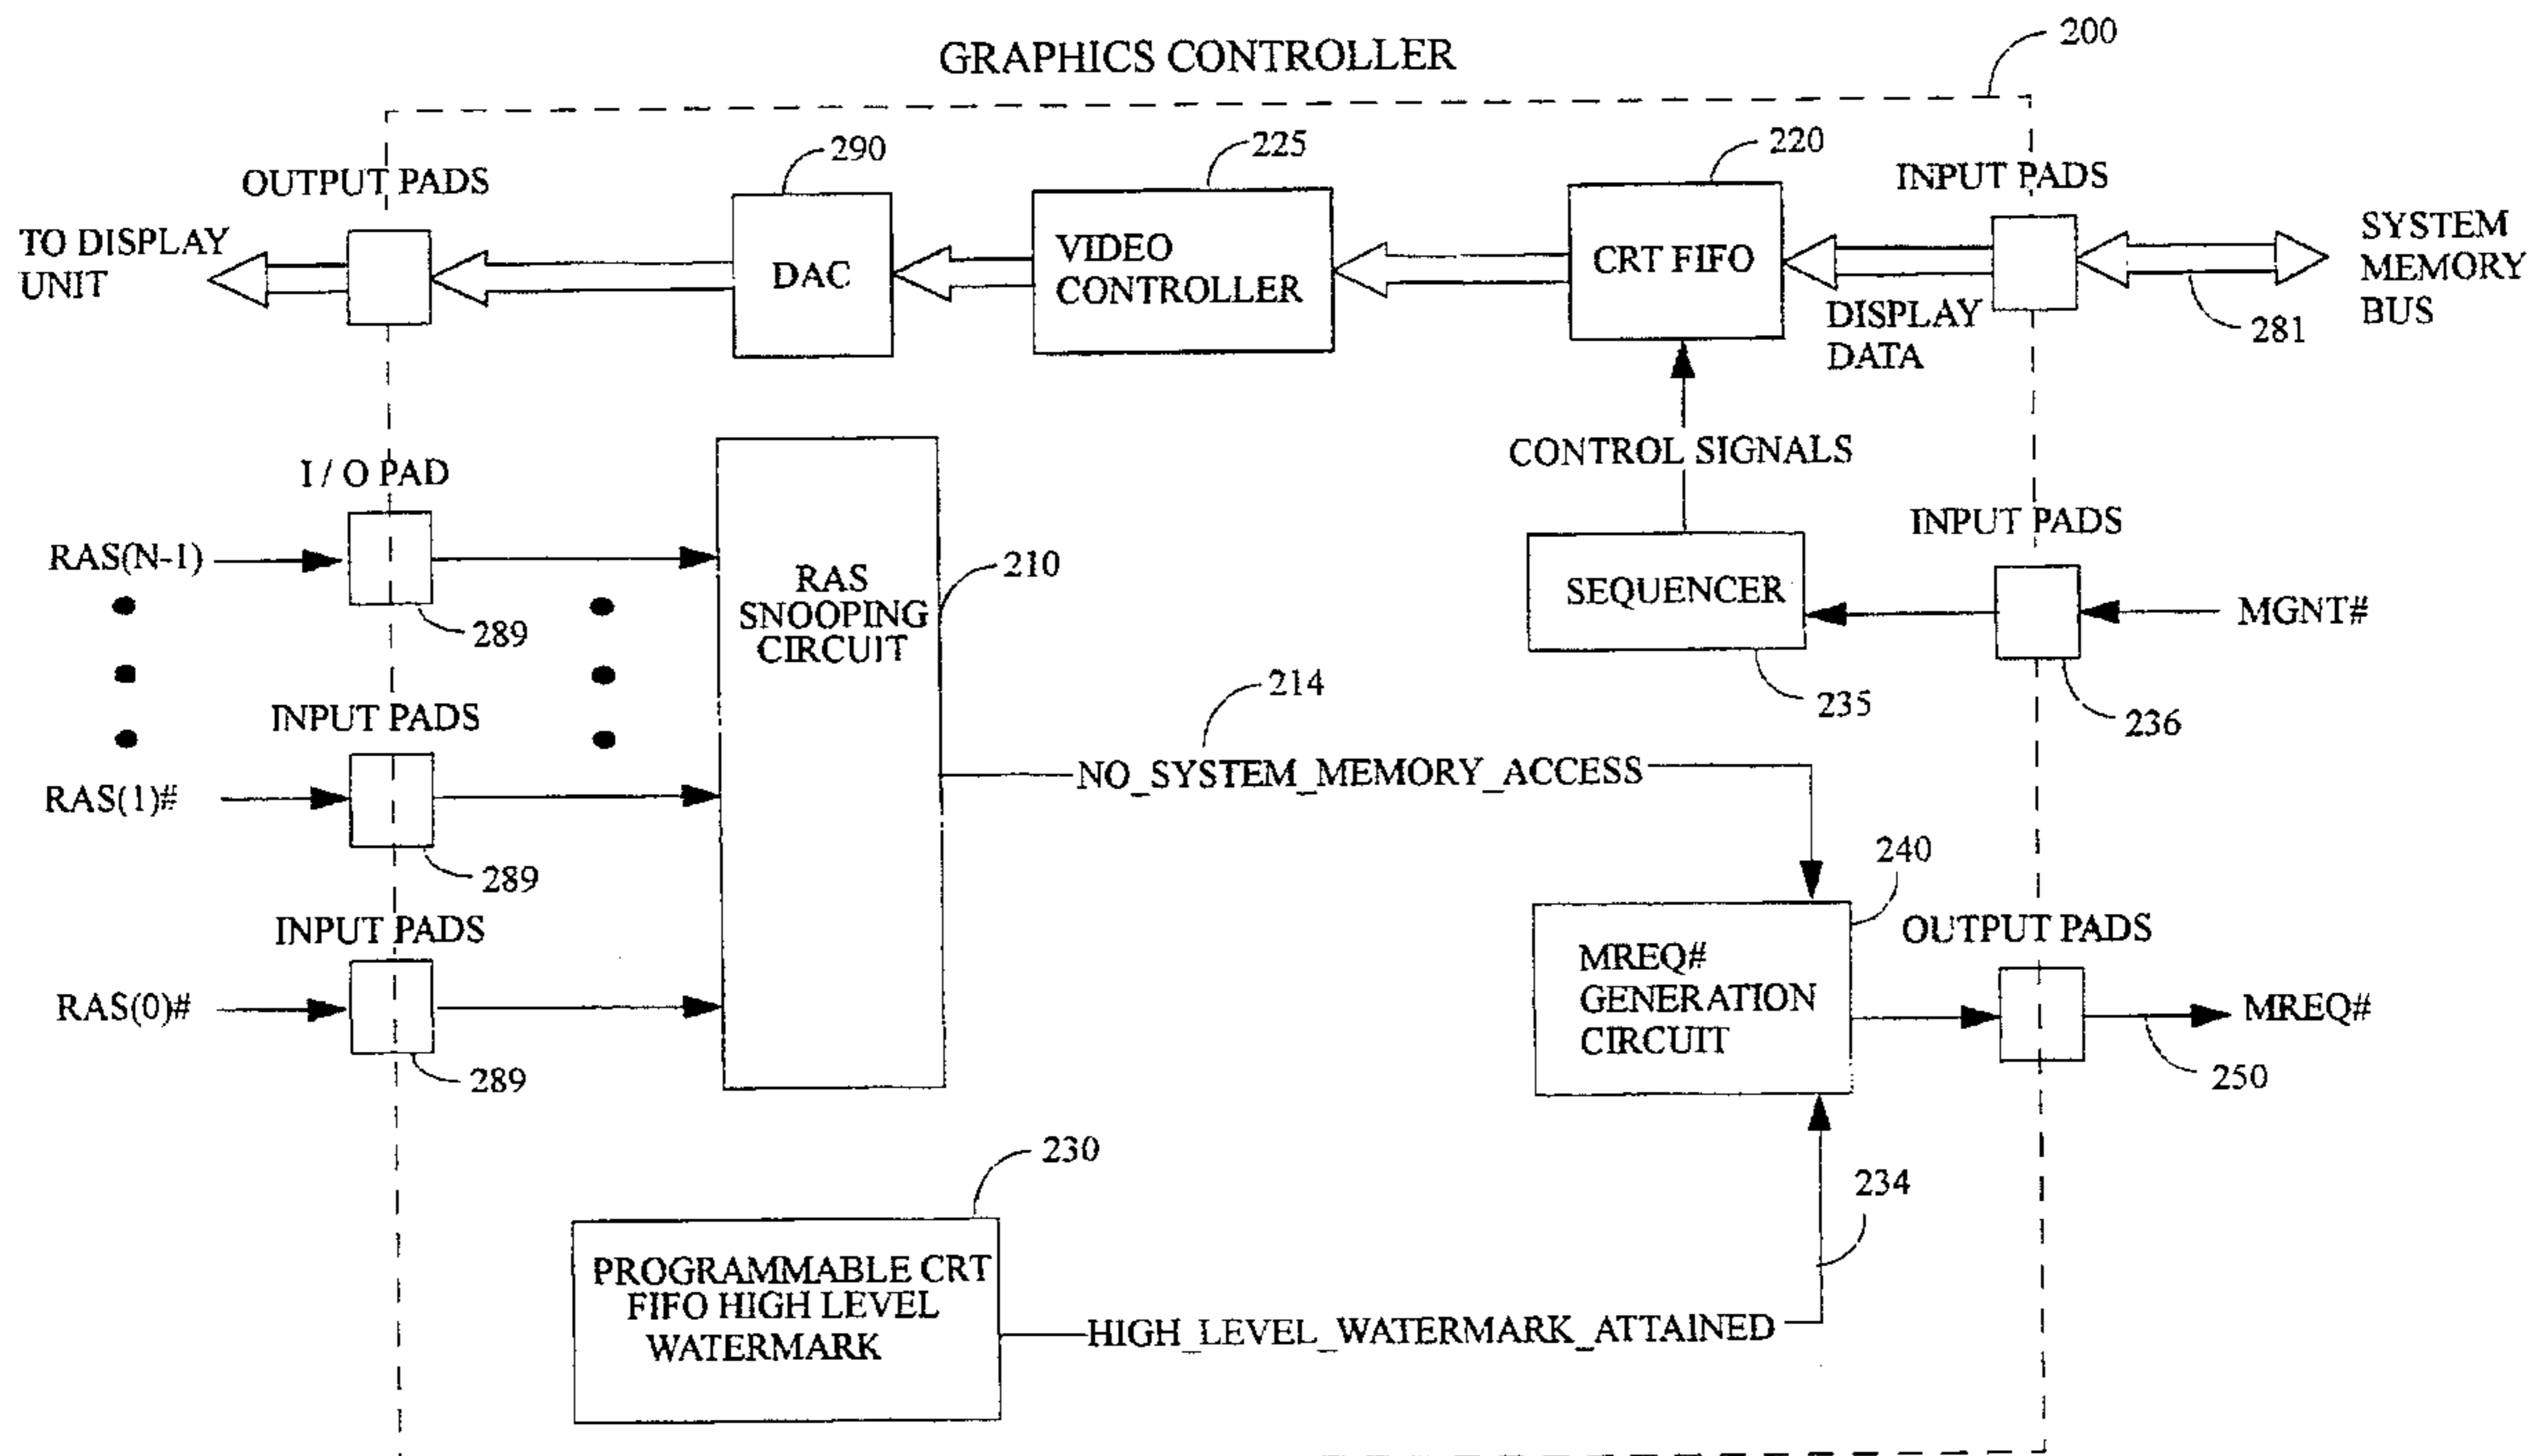 GRAPHICS CONTROLLER
200
OUTPUT PADS
290
225
220
INPUT PADS
TO DISPLAY
UNIT
DAC
VIDEO
CONTROLLER
CRT FIFO
DISPLAY
DATA
SYSTEM
MEMORY
BUS
281
CONTROL SIGNALS
I / O PAD
RAS(N-1)
289
RAS
SNOOPING
CIRCUIT
210
SEQUENCER
235
INPUT PADS
MGNT#
236
INPUT PADS
RAS(1)#
289
214
NO_SYSTEM_MEMORY_ACCESS
INPUT PADS
RAS(0)#
289
240
MREQ#
GENERATION
CIRCUIT
OUTPUT PADS
MREQ#
250
230
234
PROGRAMMABLE CRT
FIFO HIGH LEVEL
WATERMARK
HIGH_LEVEL_WATERMARK_ATTAINED